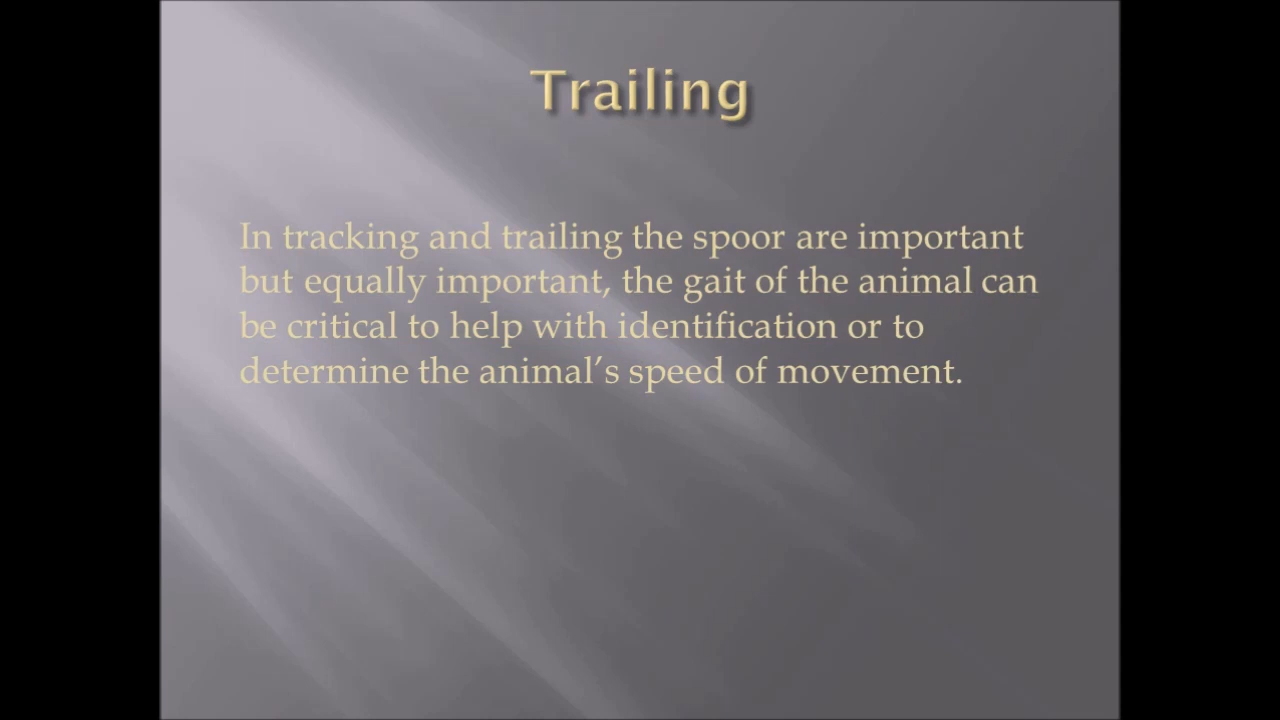 Trailing
In tracking and trailing the spoor are important
but equally important, the gait of the animal can
be critical to help with identification or to
determine the animal's speed of movement.